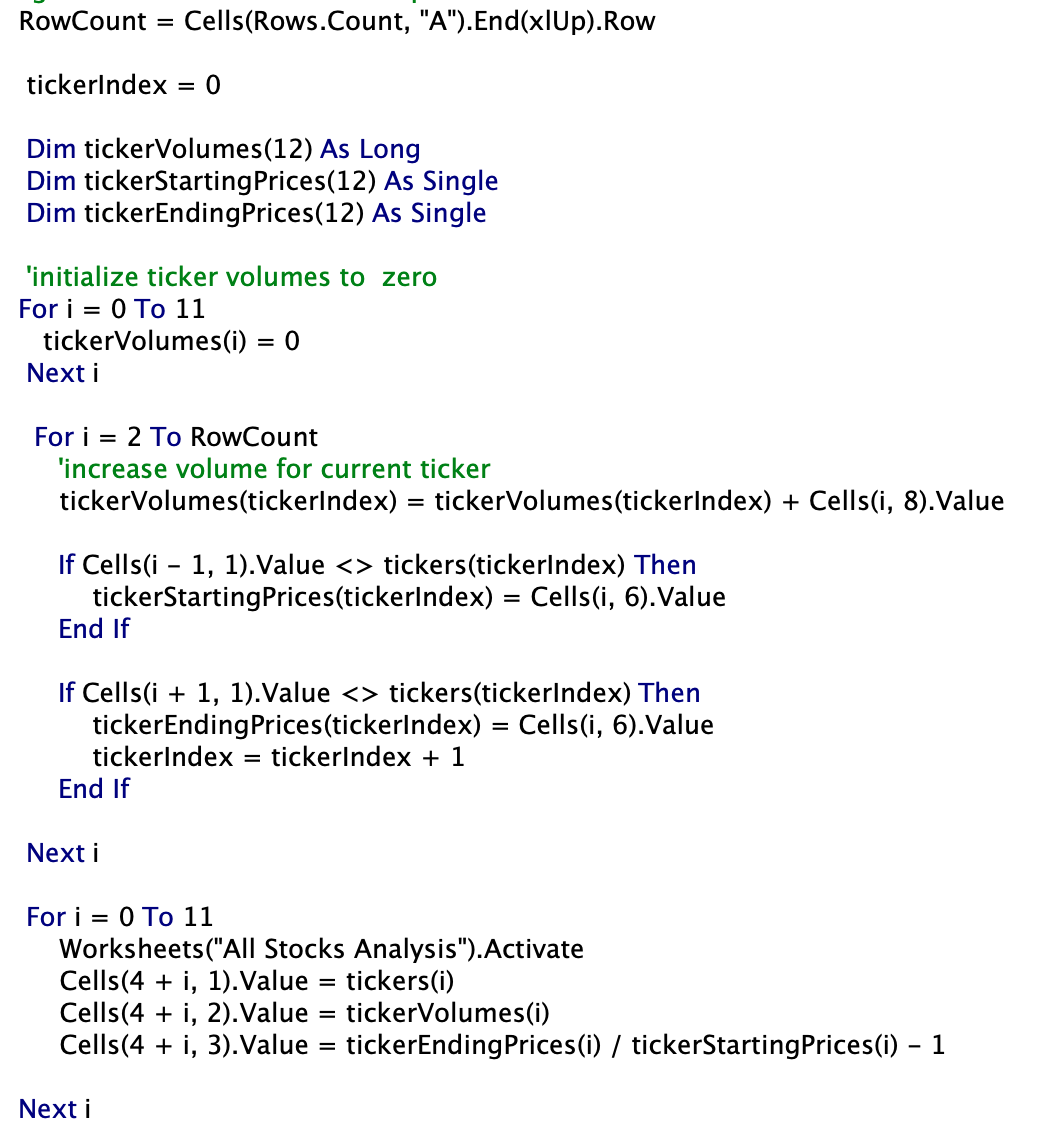 RowCount = Cells(Rows.Count, "A").End(xlUp).Row
tickerIndex = 0
Dim tickerVolumes(12) As Long
Dim tickerStartingPrices(12) As Single
Dim tickerEndingPrices(12) As Single
'initialize ticker volumes to  zero
For i = 0 To 11
tickerVolumes(i) = 0
Next i
For i = 2 To RowCount
'increase volume for current ticker
tickerVolumes(tickerIndex) = tickerVolumes(tickerIndex) + Cells(i, 8).Value
If Cells(i - 1, 1).Value <> tickers(tickerIndex) Then
tickerStartingPrices(tickerIndex) = Cells(i, 6).Value
End If
If Cells(i + 1, 1).Value <> tickers(tickerIndex) Then
tickerEndingPrices(tickerIndex) = Cells(i, 6).Value
tickerIndex = tickerIndex + 1
End If
Next i
For i = 0 To 11
Worksheets("All Stocks Analysis").Activate
Cells(4 + i, 1).Value = tickers(i)
Cells(4 + i, 2).Value = tickerVolumes(i)
Cells(4 + i, 3).Value = tickerEndingPrices(i) / tickerStartingPrices(i) - 1
Next i